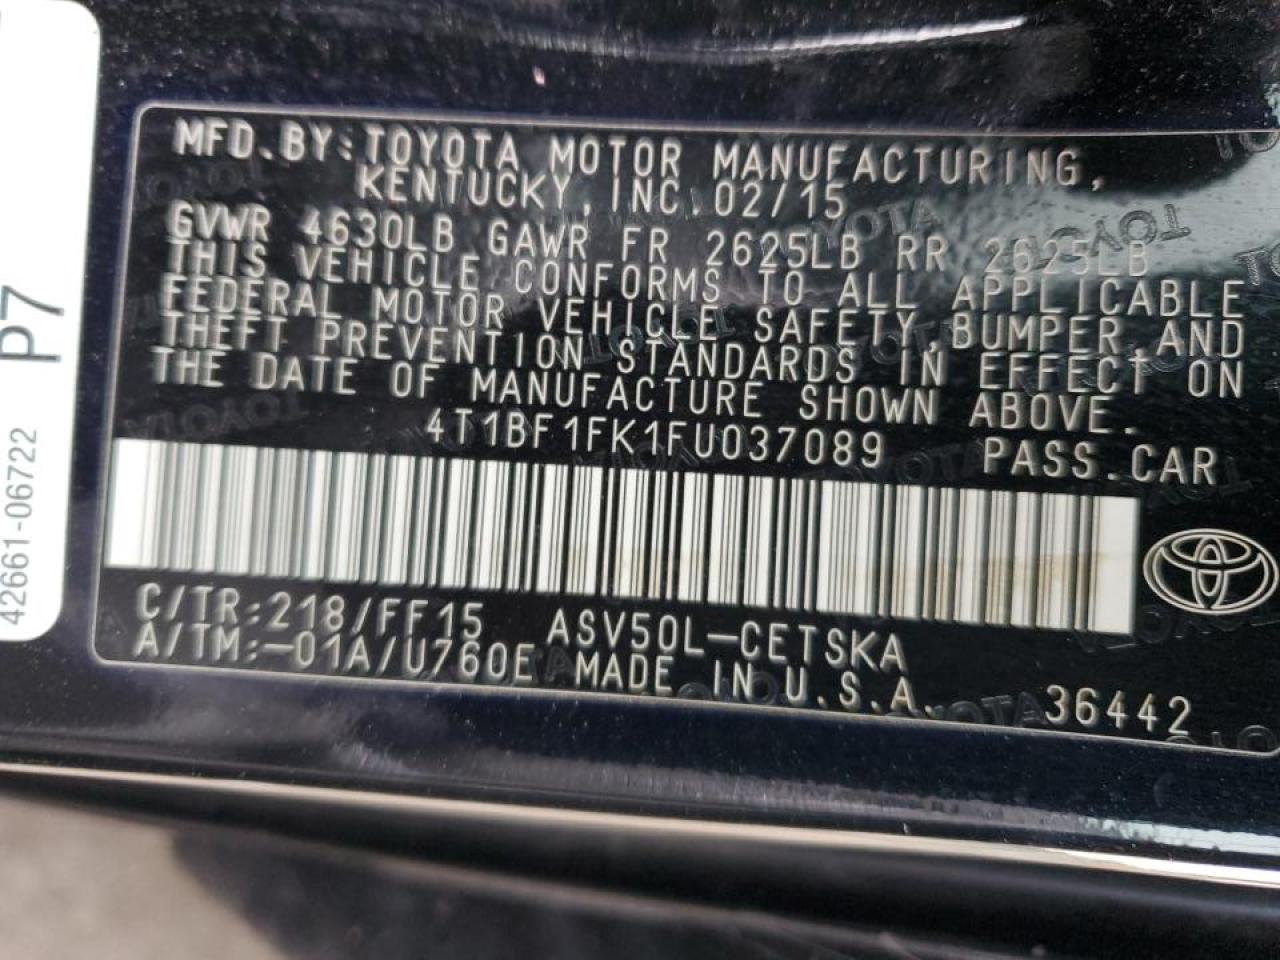 MFD.BY:TOYOTA MOTOR MANUFACTURING,
KENTUCKY, INC. 02/15
GVWR 4630LB GAWR FR 2625LB RR 2625LB
THIS VEHICLE CONFORMS TO ALL APPLICABLE
FEDERAL MOTOR VEHICLE SAFETY, BUMPER, AND
THEFT PREVENTION STANDARDS IN EFFECT ON
THE DATE OF MANUFACTURE SHOWN ABOVE.
4T1BF1FK1FU037089 PASS.CAR
C/TR:218/FF15 ASV50L-CETSKA
A/TM:-01A/U760E MADE IN U.S.A.
36442
P7
42661-06722